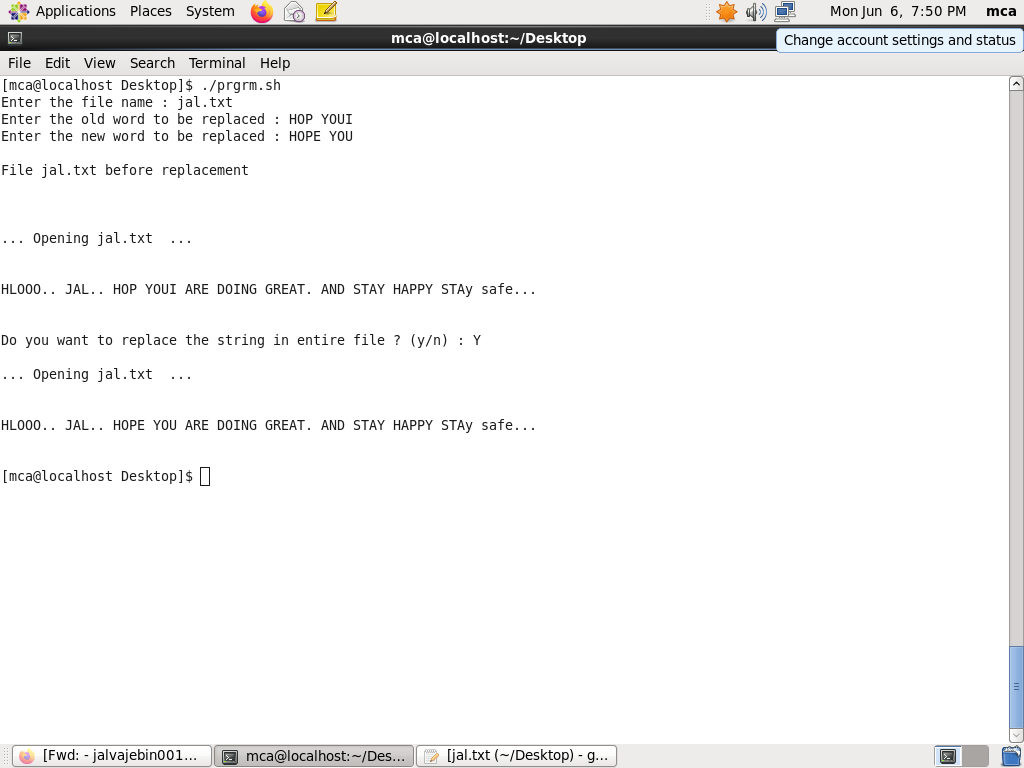 Applications Places System Mon Jun 6, 7:50 PM mca
mca@localhost:~/Desktop
Change account settings and status
File Edit View Search Terminal Help
[mca@localhost Desktop]$ ./prgrm.sh
Enter the file name : jal.txt
Enter the old word to be replaced : HOP YOUI
Enter the new word to be replaced : HOPE YOU
File jal.txt before replacement
... Opening jal.txt  ...
HLOOO.. JAL.. HOP YOUI ARE DOING GREAT. AND STAY HAPPY STAy safe...
Do you want to replace the string in entire file ? (y/n) : Y
... Opening jal.txt  ...
HLOOO.. JAL.. HOPE YOU ARE DOING GREAT. AND STAY HAPPY STAy safe...
[mca@localhost Desktop]$
[Fwd: - jalvajebin001... mca@localhost:~/Des... [jal.txt (~/Desktop) - g...